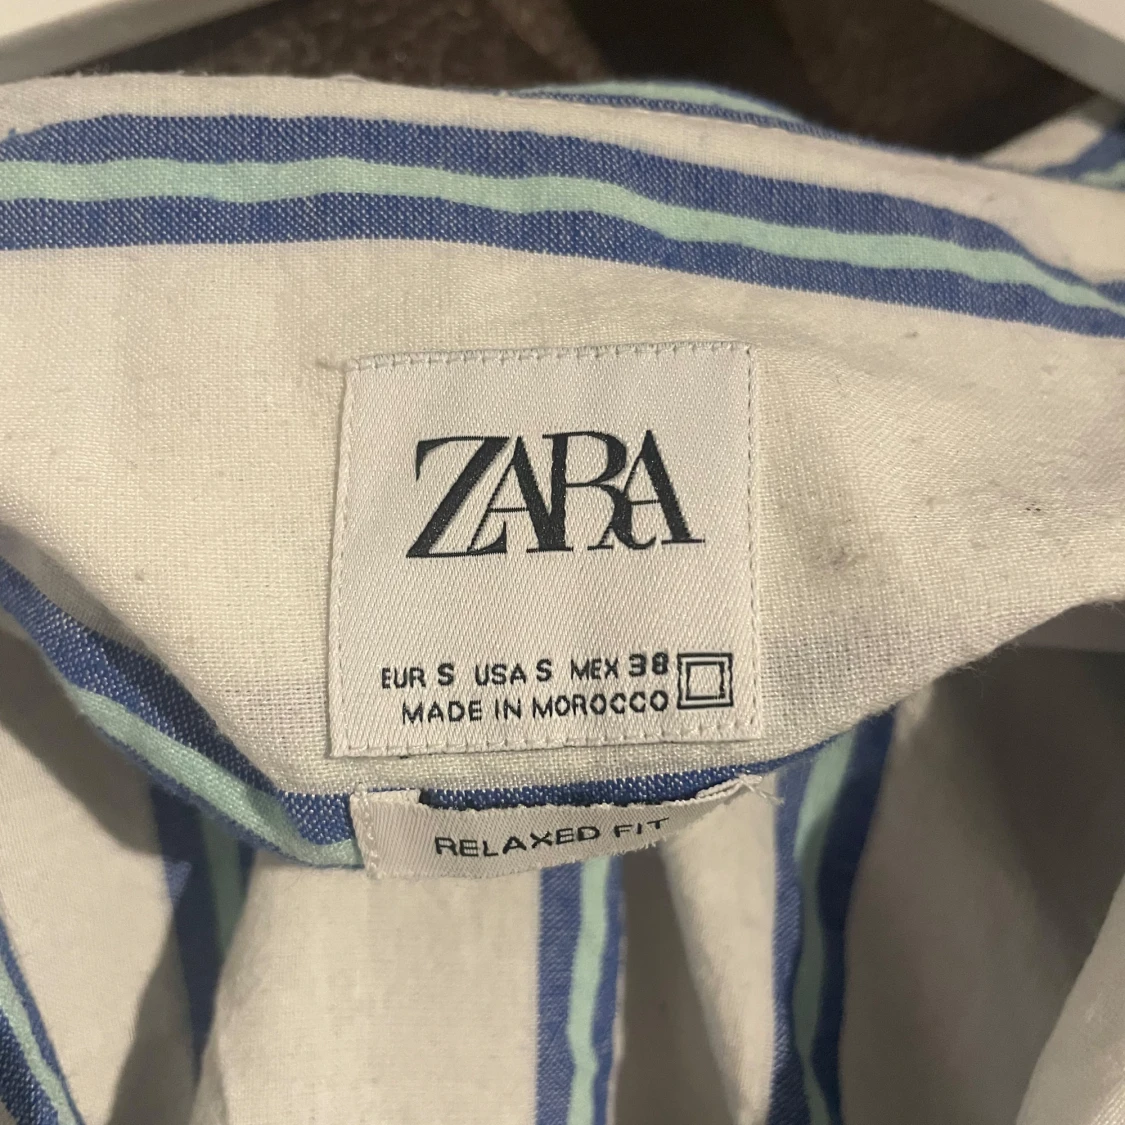 ZARA
EUR S USA S MEX 38
MADE IN MOROCCO
RELAXED FIT